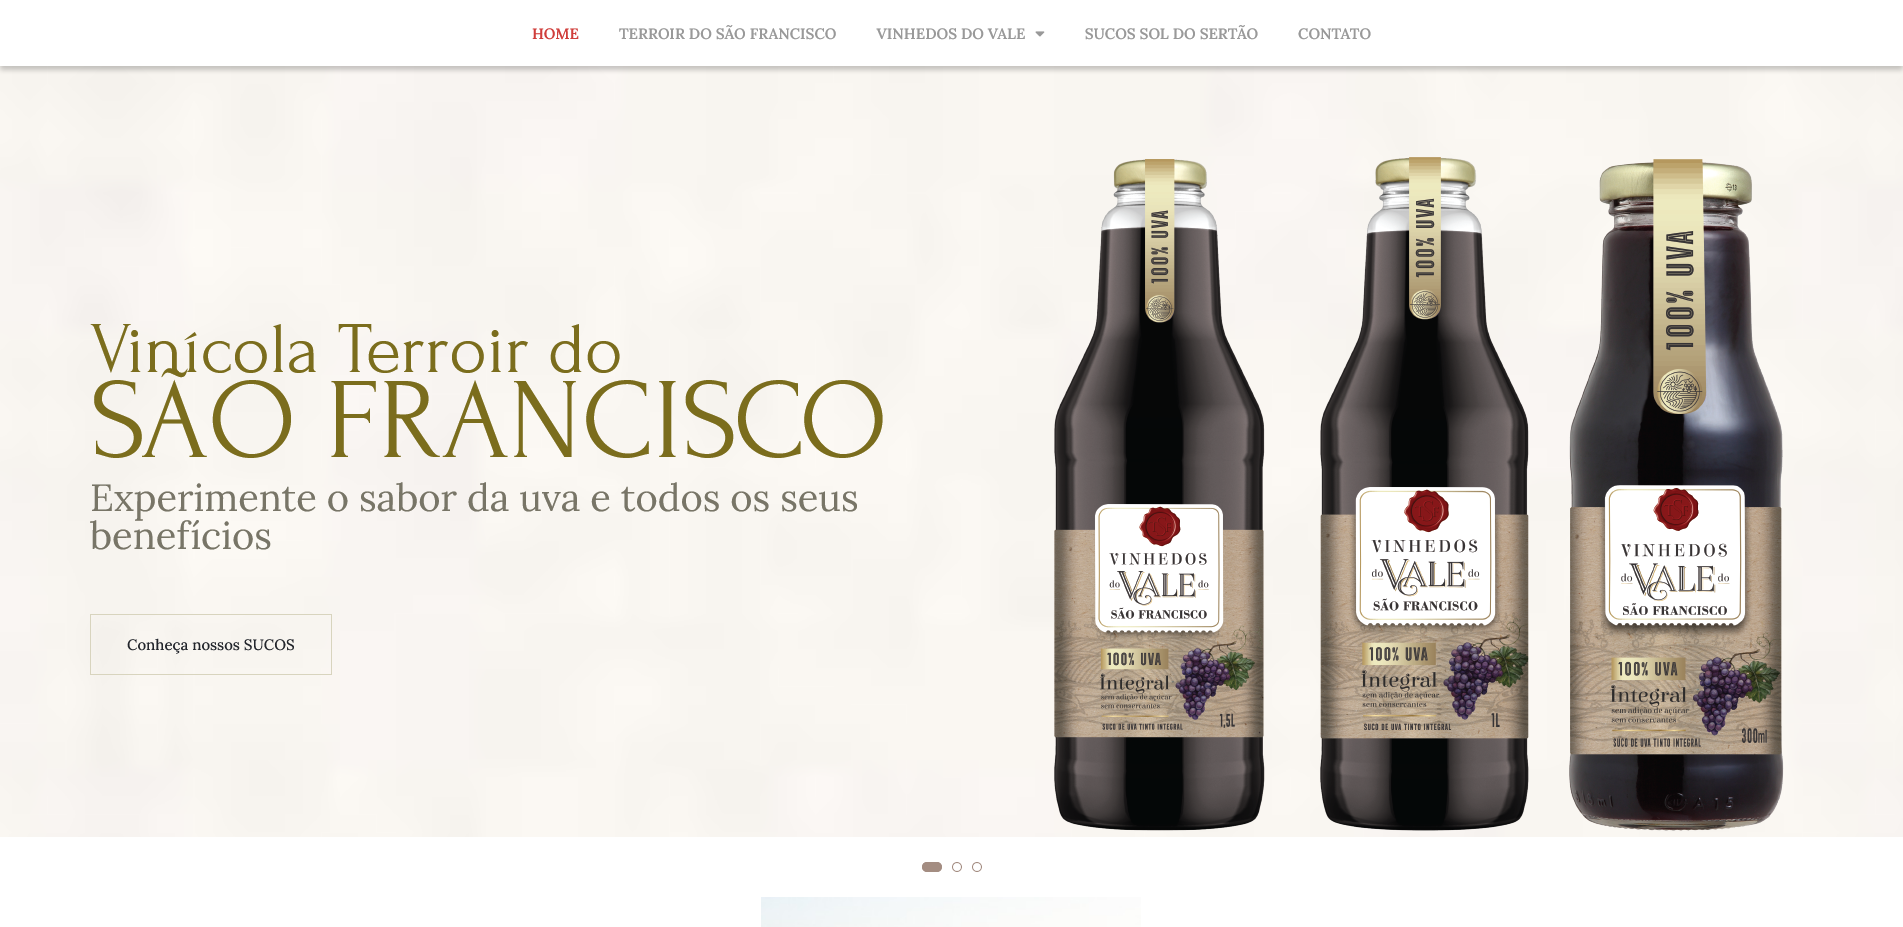 HOME TERROIR DO SÃO FRANCISCO VINHEDOS DO VALE SUCOS SOL DO SERTÃO CONTATO
Vinícola Terroir do
SÃO FRANCISCO
Experimente o sabor da uva e todos os seus
benefícios
Conheça nossos SUCOS
100% UVA
VINHEDOS
do VALE do
SÃO FRANCISCO
100% UVA
Integral
sem adição de açúcar
sem conservantes
SUCO DE UVA TINTO INTEGRAL
1,5L
100% UVA
VINHEDOS
do VALE do
SÃO FRANCISCO
100% UVA
Integral
sem adição de açúcar
sem conservantes
SUCO DE UVA TINTO INTEGRAL
1L
100% UVA
VINHEDOS
do VALE do
SÃO FRANCISCO
100% UVA
Integral
sem adição de açúcar
sem conservantes
SUCO DE UVA TINTO INTEGRAL
300ml